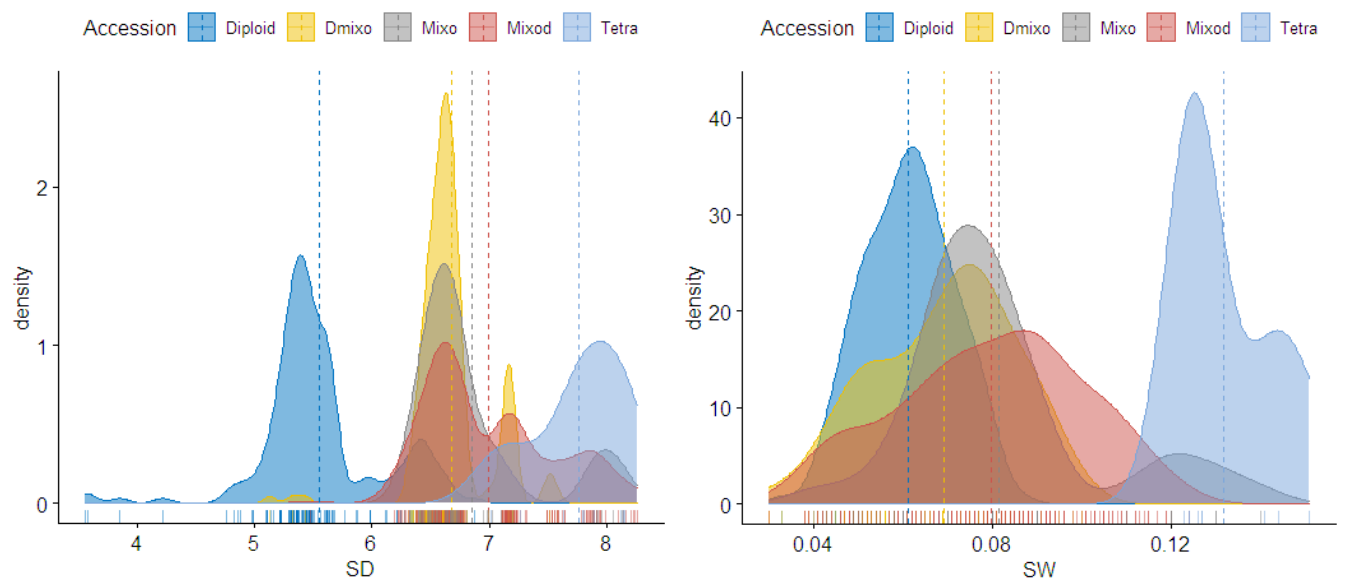 Accession Diploid Dmixo Mixo Mixod Tetra
density
2
1
0
4 5 6 7 8
SD
Accession Diploid Dmixo Mixo Mixod Tetra
density
40
30
20
10
0
0.04 0.08 0.12
SW